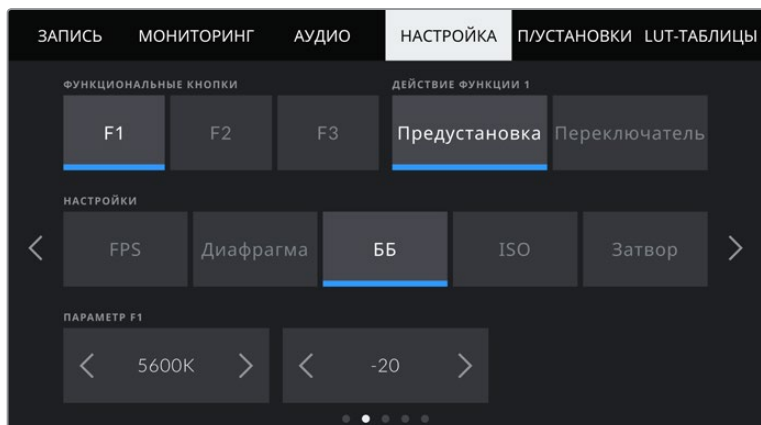 ЗАПИСЬ МОНИТОРИНГ АУДИО НАСТРОЙКА П/УСТАНОВКИ LUT-ТАБЛИЦЫ
ФУНКЦИОНАЛЬНЫЕ КНОПКИ ДЕЙСТВИЕ ФУНКЦИИ 1
F1 F2 F3 Предустановка Переключатель
НАСТРОЙКИ
FPS Диафрагма ББ ISO Затвор
ПАРАМЕТР F1
5600K -20